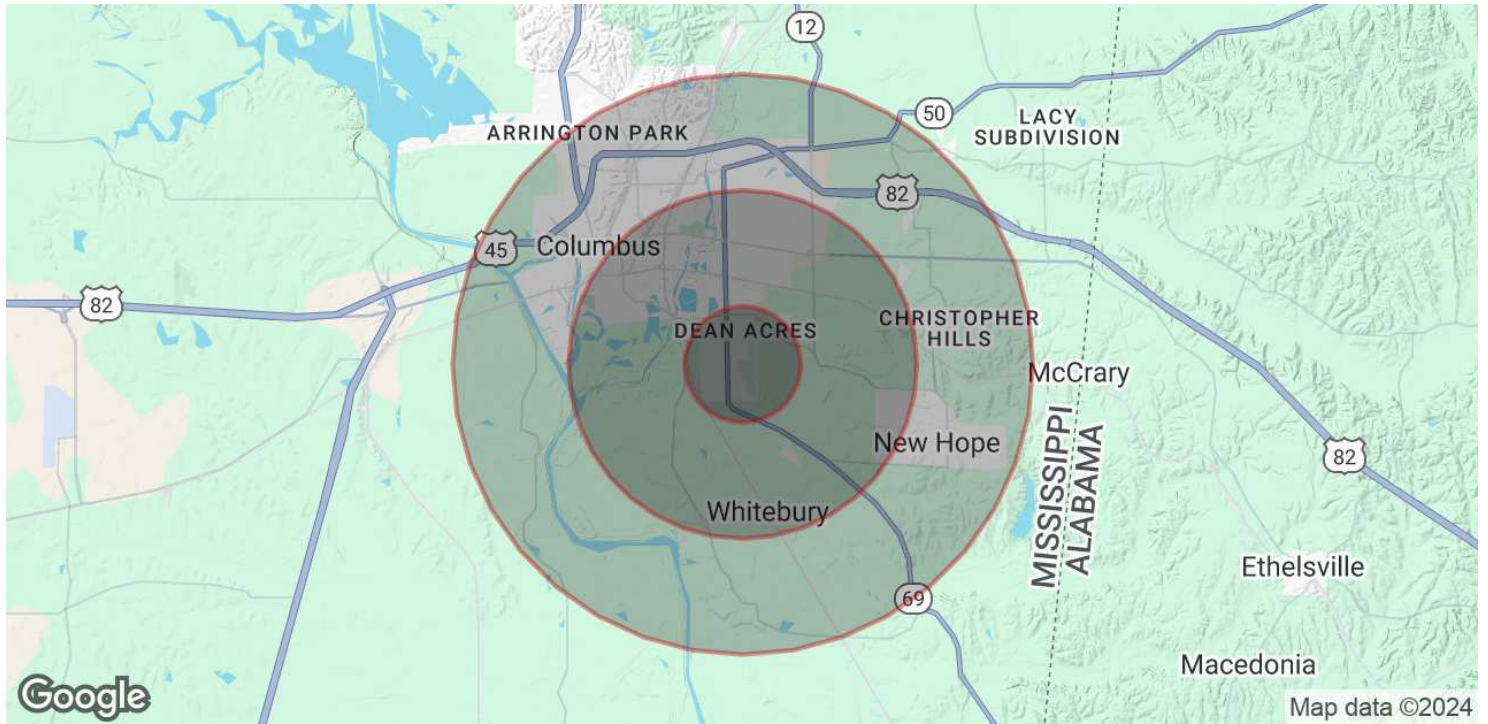 12
50
LACY
SUBDIVISION
ARRINGTON PARK
82
45
Columbus
82
DEAN ACRES
CHRISTOPHER
HILLS
McCrary
New Hope
82
Whitebury
MISSISSIPPI
ALABAMA
Ethelsville
69
Macedonia
Google
Map data ©2024